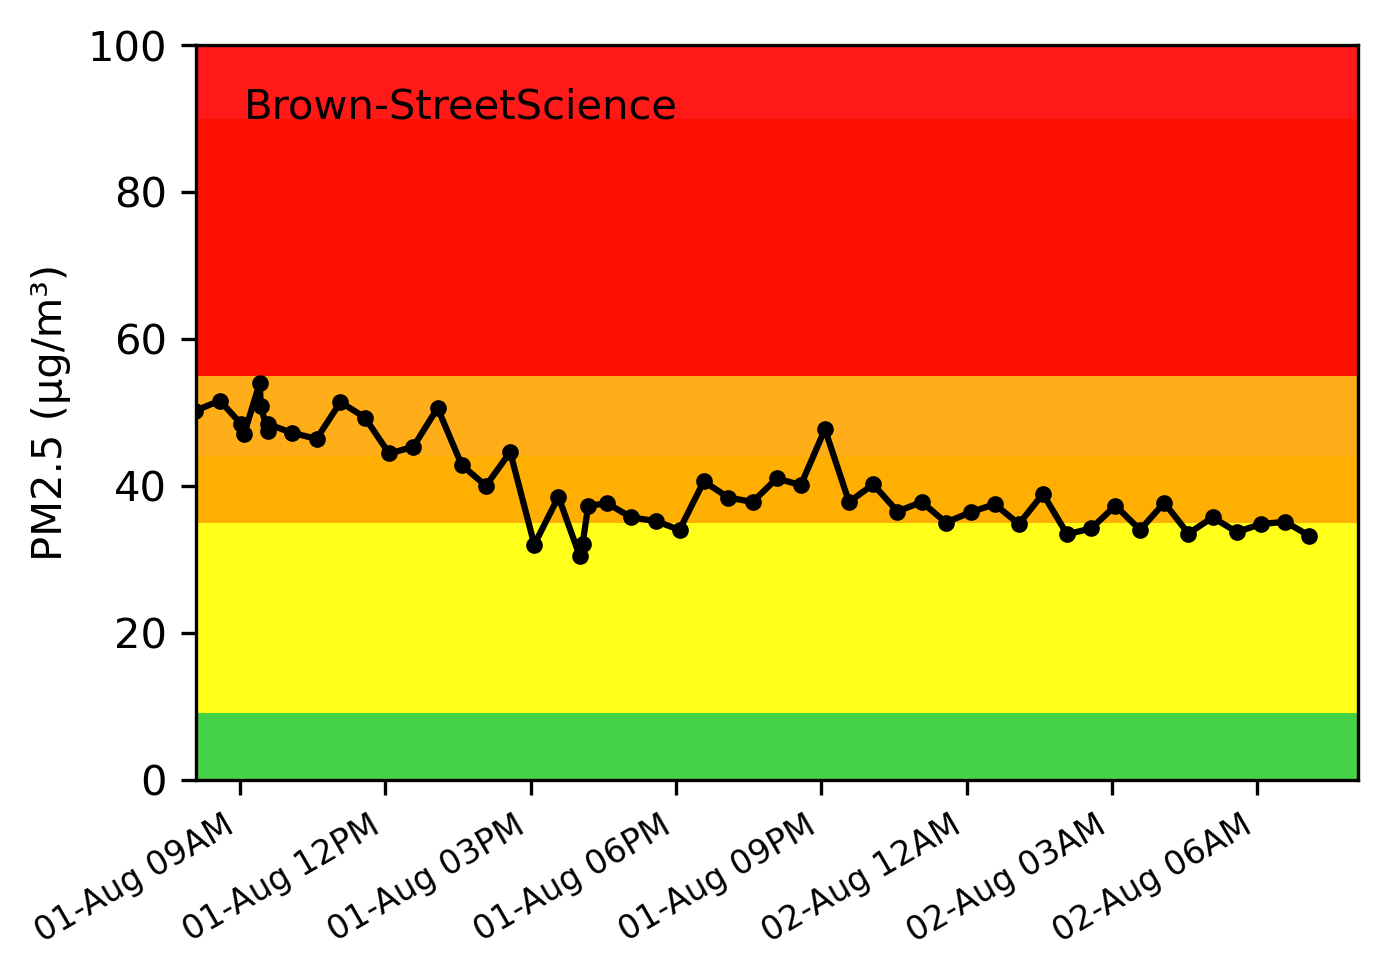 Brown-StreetScience
PM2.5 (μg/m³)
100
80
60
40
20
0
01-Aug 09AM
01-Aug 12PM
01-Aug 03PM
01-Aug 06PM
01-Aug 09PM
02-Aug 12AM
02-Aug 03AM
02-Aug 06AM